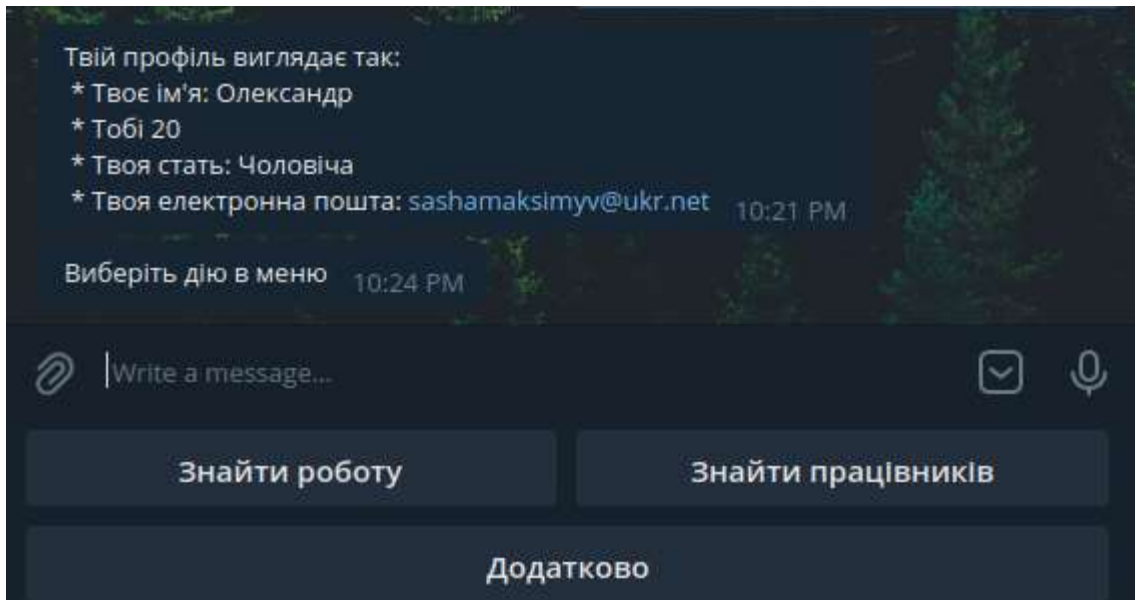 Твій профіль виглядає так:
* Твоє ім'я: Олександр
* Тобі 20
* Твоя стать: Чоловіча
* Твоя електронна пошта: sashamaksimyv@ukr.net 10:21 PM
Виберіть дію в меню 10:24 PM
Write a message...
Знайти роботу
Знайти працівників
Додатково